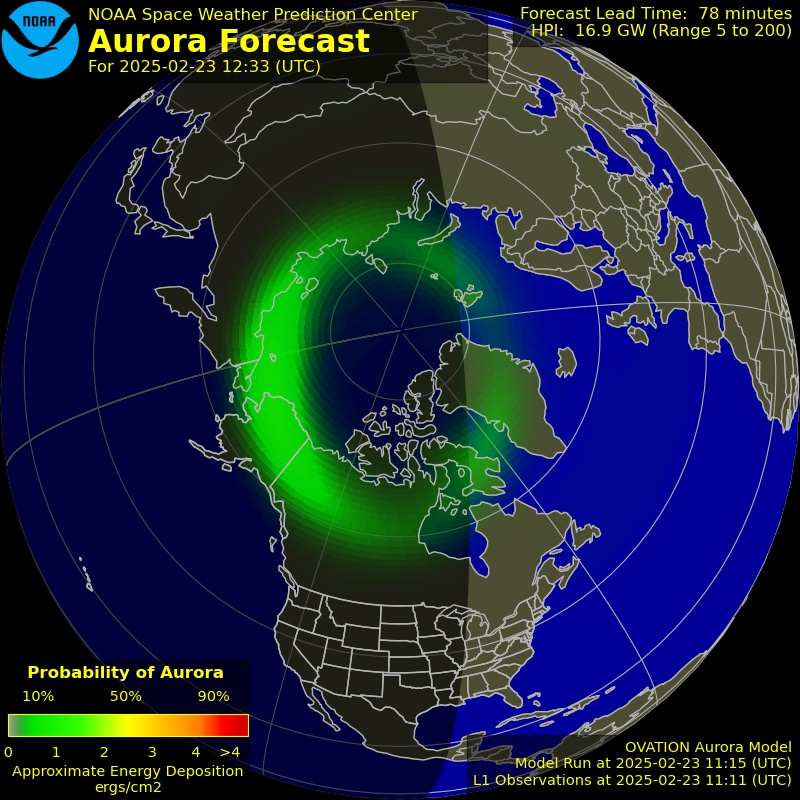 NOAA
NOAA Space Weather Prediction Center
Aurora Forecast
For 2025-02-23 12:33 (UTC)
Forecast Lead Time: 78 minutes
HPI: 16.9 GW (Range 5 to 200)
Probability of Aurora
10% 50% 90%
0 1 2 3 4 >4
Approximate Energy Deposition
ergs/cm2
OVATION Aurora Model
Model Run at 2025-02-23 11:15 (UTC)
L1 Observations at 2025-02-23 11:11 (UTC)